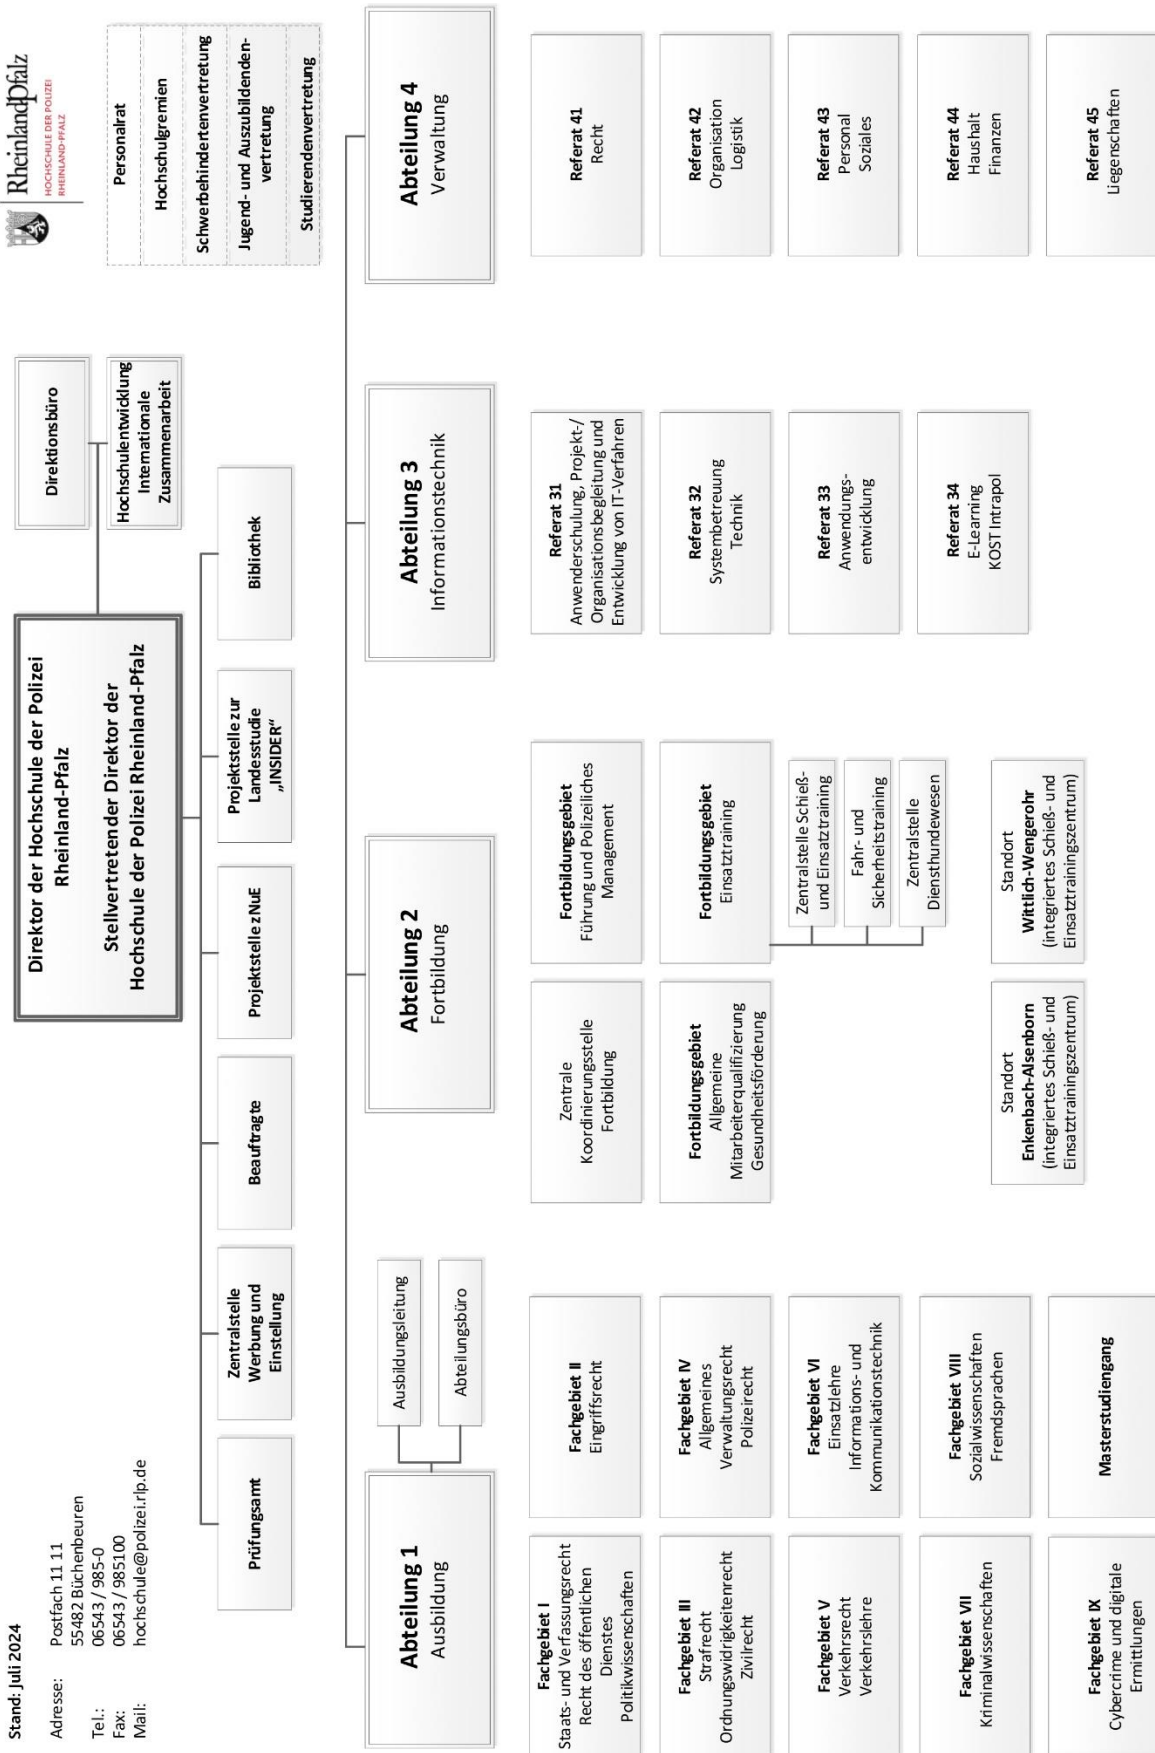 Stand: Juli 2024
Adresse: Postfach 11 11
55482 Büchenbeuren
Tel.: 06543 / 985-0
Fax: 06543 / 985100
Mail: hochschule@polizei.rlp.de
Direktor der Hochschule der Polizei
Rheinland-Pfalz
Stellvertretender Direktor der
Hochschule der Polizei Rheinland-Pfalz
Direktionsbüro
Hochschulentwicklung
Internationale
Zusammenarbeit
RheinlandPfalz
HOCHSCHULE DER POLIZEI
RHEINLAND-PFALZ
Personalrat
Hochschulgremien
Schwerbehindertenvertretung
Jugend- und Auszubildenden-
vertretung
Studierendenvertretung
Prüfungsamt
Zentralstelle
Werbung und
Einstellung
Beauftragte
Projektstelle zNuE
Projektstelle zur
Landesstudie
„INSIDER“
Bibliothek
Abteilung 1
Ausbildung
Ausbildungsleitung
Abteilungsbüro
Fachgebiet I
Staats- und Verfassungsrecht
Recht des öffentlichen
Dienstes
Politikwissenschaften
Fachgebiet II
Eingriffsrecht
Fachgebiet III
Strafrecht
Ordnungswidrigkeitenrecht
Zivilrecht
Fachgebiet IV
Allgemeines
Verwaltungsrecht
Polizeirecht
Fachgebiet V
Verkehrsrecht
Verkehrslehre
Fachgebiet VI
Einsatzlehre
Informations- und
Kommunikationstechnik
Fachgebiet VII
Kriminalwissenschaften
Fachgebiet VIII
Sozialwissenschaften
Fremdsprachen
Fachgebiet IX
Cybercrime und digitale
Ermittlungen
Masterstudiengang
Abteilung 2
Fortbildung
Zentrale
Koordinierungsstelle
Fortbildung
Fortbildungsgebiet
Führung und Polizeiliches
Management
Fortbildungsgebiet
Allgemeine
Mitarbeiterqualifizierung
Gesundheitsförderung
Fortbildungsgebiet
Einsatztraining
Zentralstelle Schieß-
und Einsatztraining
Fahr- und
Sicherheitstraining
Zentralstelle
Diensthundewesen
Standort
Enkenbach-Alsenborn
(integriertes Schieß- und
Einsatztrainingszentrum)
Standort
Wittlich-Wengerohr
(integriertes Schieß- und
Einsatztrainingszentrum)
Abteilung 3
Informationstechnik
Referat 31
Anwenderschulung, Projekt-/
Organisationsbegleitung und
Entwicklung von IT-Verfahren
Referat 32
Systembetreuung
Technik
Referat 33
Anwendungs-
entwicklung
Referat 34
E-Learning
KOST Intrapol
Abteilung 4
Verwaltung
Referat 41
Recht
Referat 42
Organisation
Logistik
Referat 43
Personal
Soziales
Referat 44
Haushalt
Finanzen
Referat 45
Liegenschaften